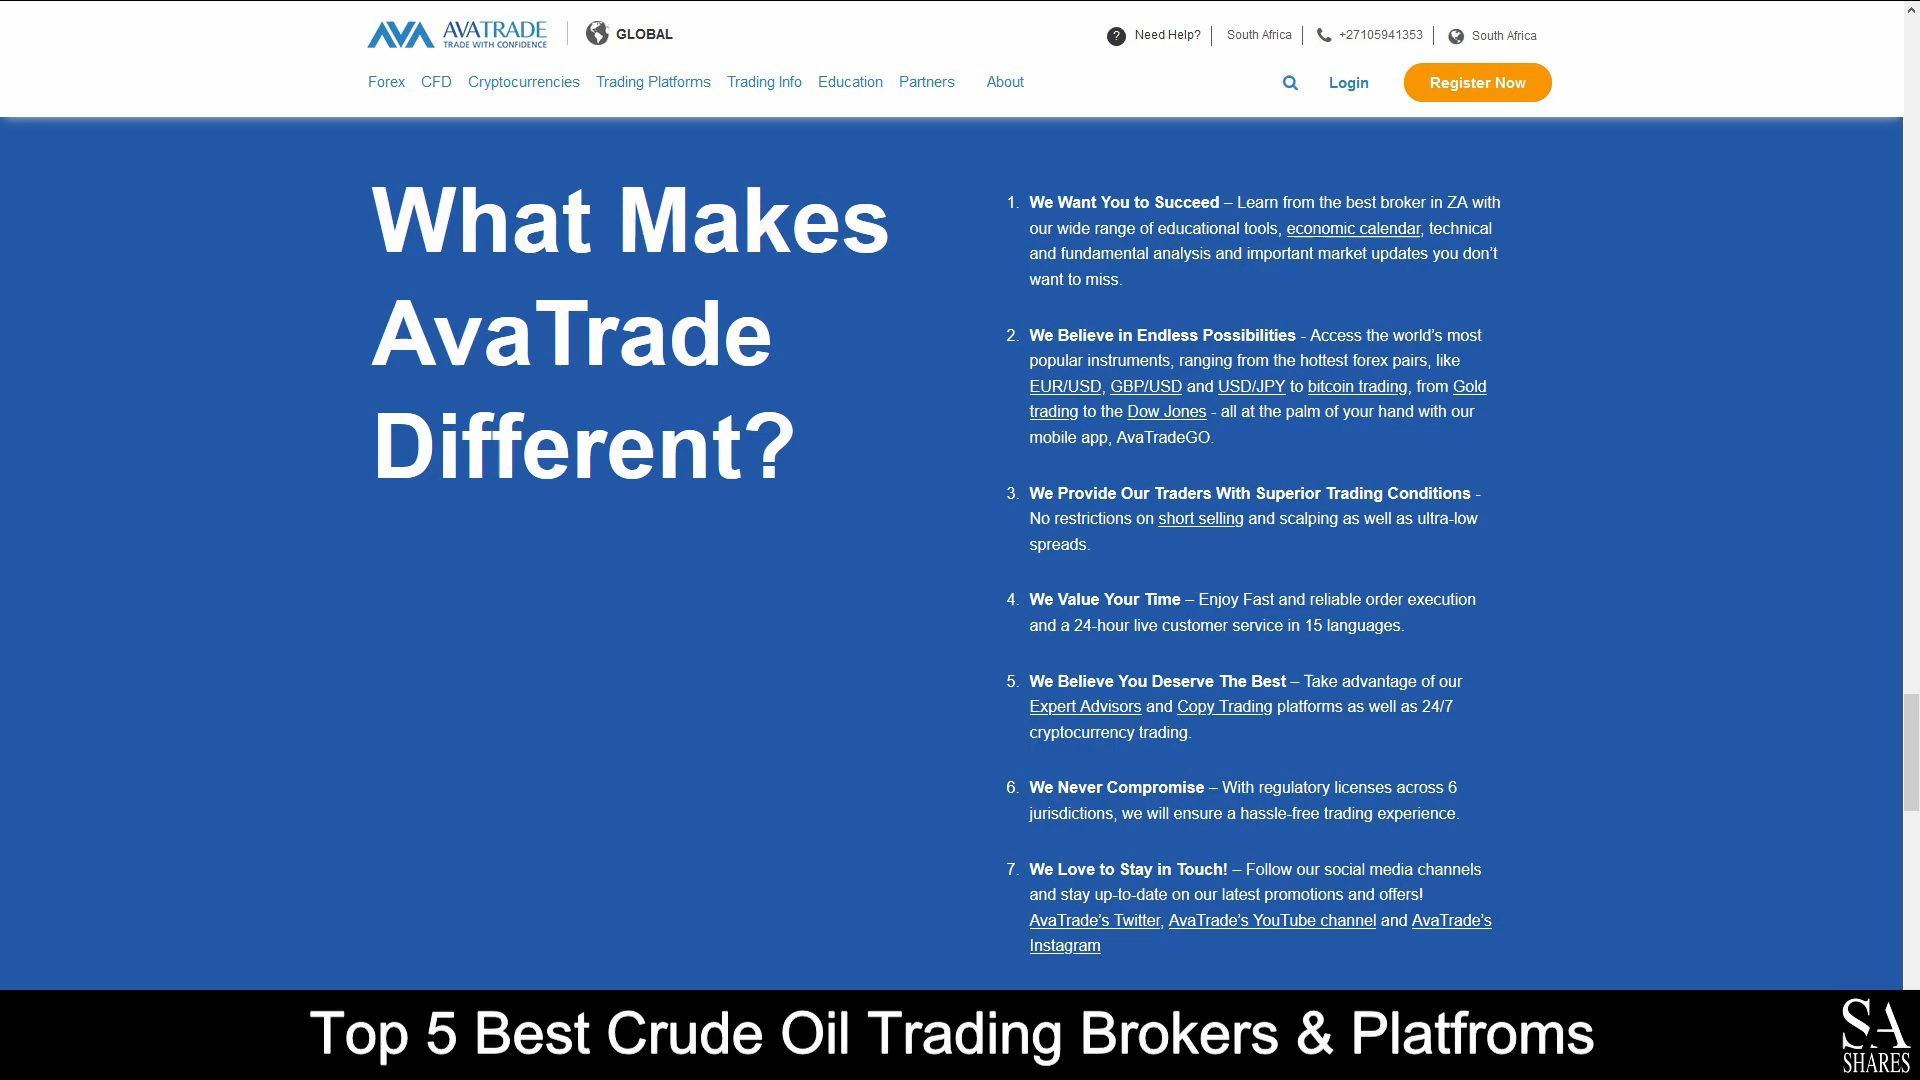 AVA AVATRADE
TRADE WITH CONFIDENCE
GLOBAL
? Need Help?
South Africa
+27105941353
South Africa
Forex CFD Cryptocurrencies Trading Platforms Trading Info Education Partners About
Login
Register Now
What Makes
AvaTrade
Different?
1. We Want You to Succeed – Learn from the best broker in ZA with
our wide range of educational tools, economic calendar, technical
and fundamental analysis and important market updates you don’t
want to miss.
2. We Believe in Endless Possibilities - Access the world’s most
popular instruments, ranging from the hottest forex pairs, like
EUR/USD, GBP/USD and USD/JPY to bitcoin trading, from Gold
trading to the Dow Jones - all at the palm of your hand with our
mobile app, AvaTradeGO.
3. We Provide Our Traders With Superior Trading Conditions -
No restrictions on short selling and scalping as well as ultra-low
spreads.
4. We Value Your Time – Enjoy Fast and reliable order execution
and a 24-hour live customer service in 15 languages.
5. We Believe You Deserve The Best – Take advantage of our
Expert Advisors and Copy Trading platforms as well as 24/7
cryptocurrency trading.
6. We Never Compromise – With regulatory licenses across 6
jurisdictions, we will ensure a hassle-free trading experience.
7. We Love to Stay in Touch! – Follow our social media channels
and stay up-to-date on our latest promotions and offers!
AvaTrade’s Twitter, AvaTrade’s YouTube channel and AvaTrade’s
Instagram
Top 5 Best Crude Oil Trading Brokers & Platfroms
SA
SHARES